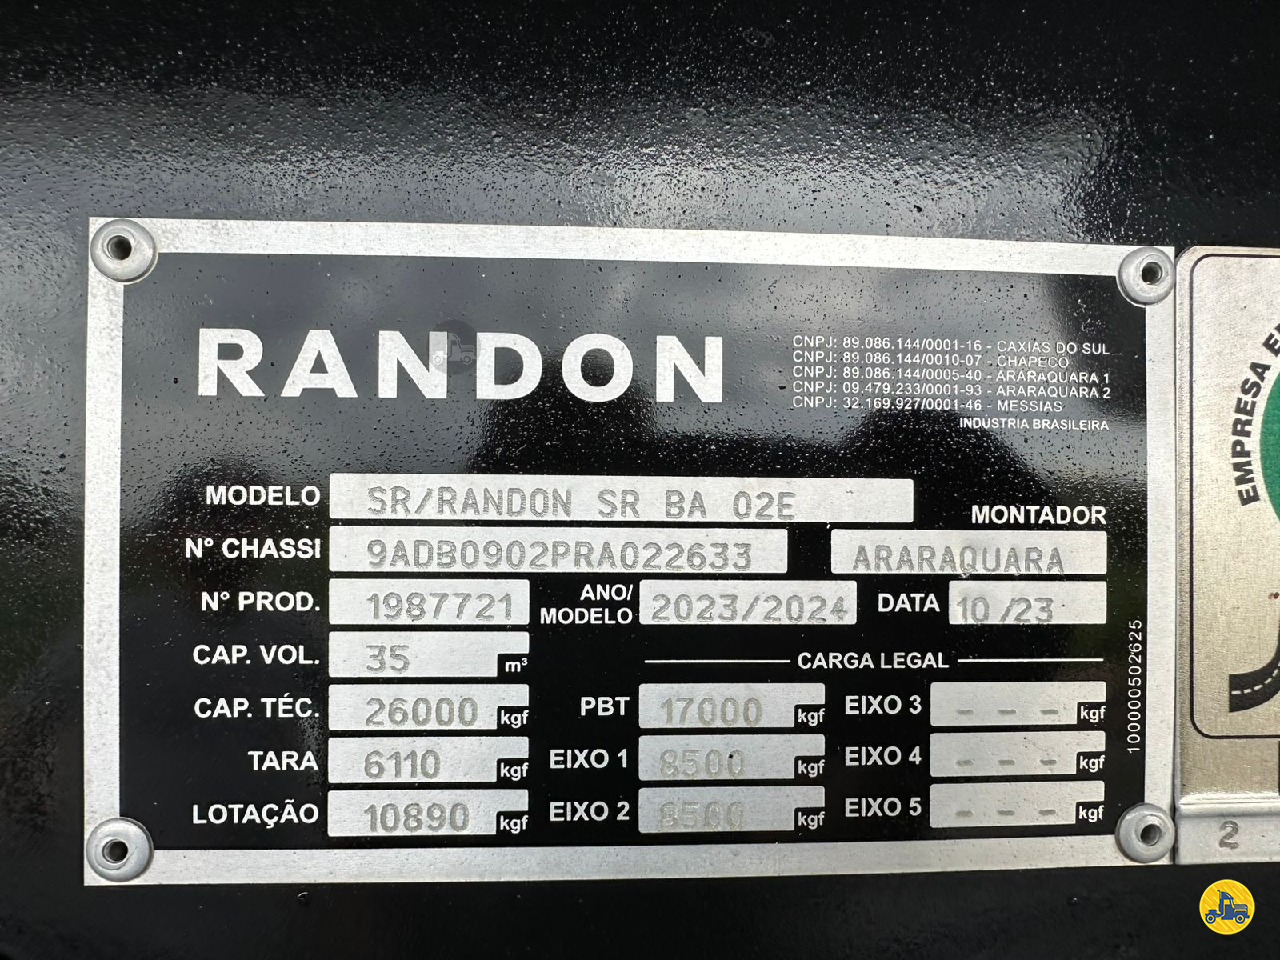 RANDON
CNPJ: 89.086.144/0001-16 - CAXIAS DO SUL
CNPJ: 89.086.144/0010-07 - CHAPECÓ
CNPJ: 89.086.144/0005-40 - ARARAQUARA 1
CNPJ: 09.479.233/0001-93 - ARARAQUARA 2
CNPJ: 32.169.927/0001-46 - MESSIAS
INDÚSTRIA BRASILEIRA
MODELO SR/RANDON SR BA 02E
MONTADOR
Nº CHASSI 9ADB0902PRA022633 ARARAQUARA
Nº PROD. 1987721 ANO/MODELO 2023/2024 DATA 10/23
CAP. VOL. 35 m³ CARGA LEGAL
CAP. TÉC. 26000 kgf PBT 17000 kgf EIXO 3 - - - kgf
TARA 6110 kgf EIXO 1 8500 kgf EIXO 4 - - - kgf
LOTAÇÃO 10890 kgf EIXO 2 8500 kgf EIXO 5 - - - kgf
100000502625
EMPRESA
2